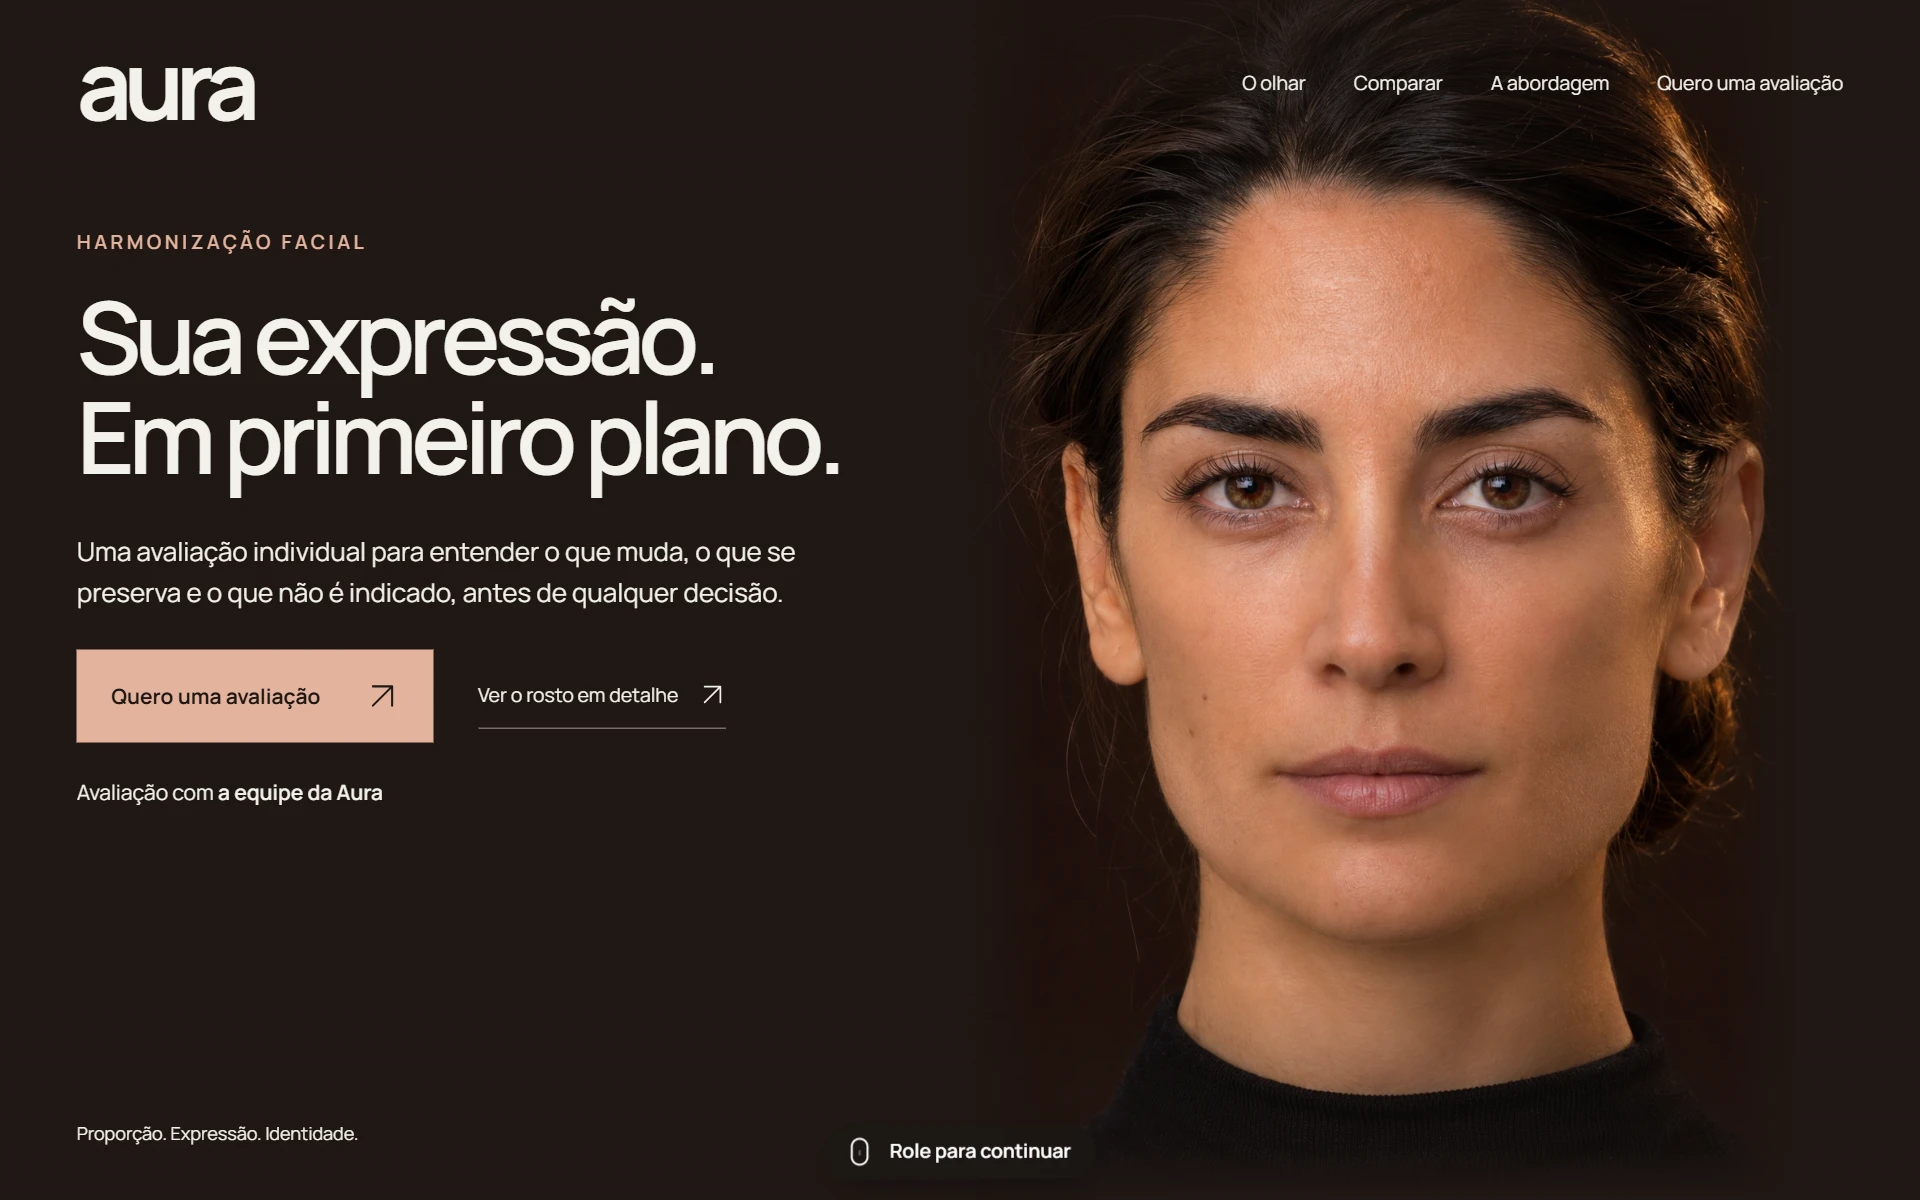 aura
O olhar
Comparar
A abordagem
Quero uma avaliação
HARMONIZAÇÃO FACIAL
Sua expressão.
Em primeiro plano.
Uma avaliação individual para entender o que muda, o que se
preserva e o que não é indicado, antes de qualquer decisão.
Quero uma avaliação
Ver o rosto em detalhe
Avaliação com a equipe da Aura
Proporção. Expressão. Identidade.
Role para continuar